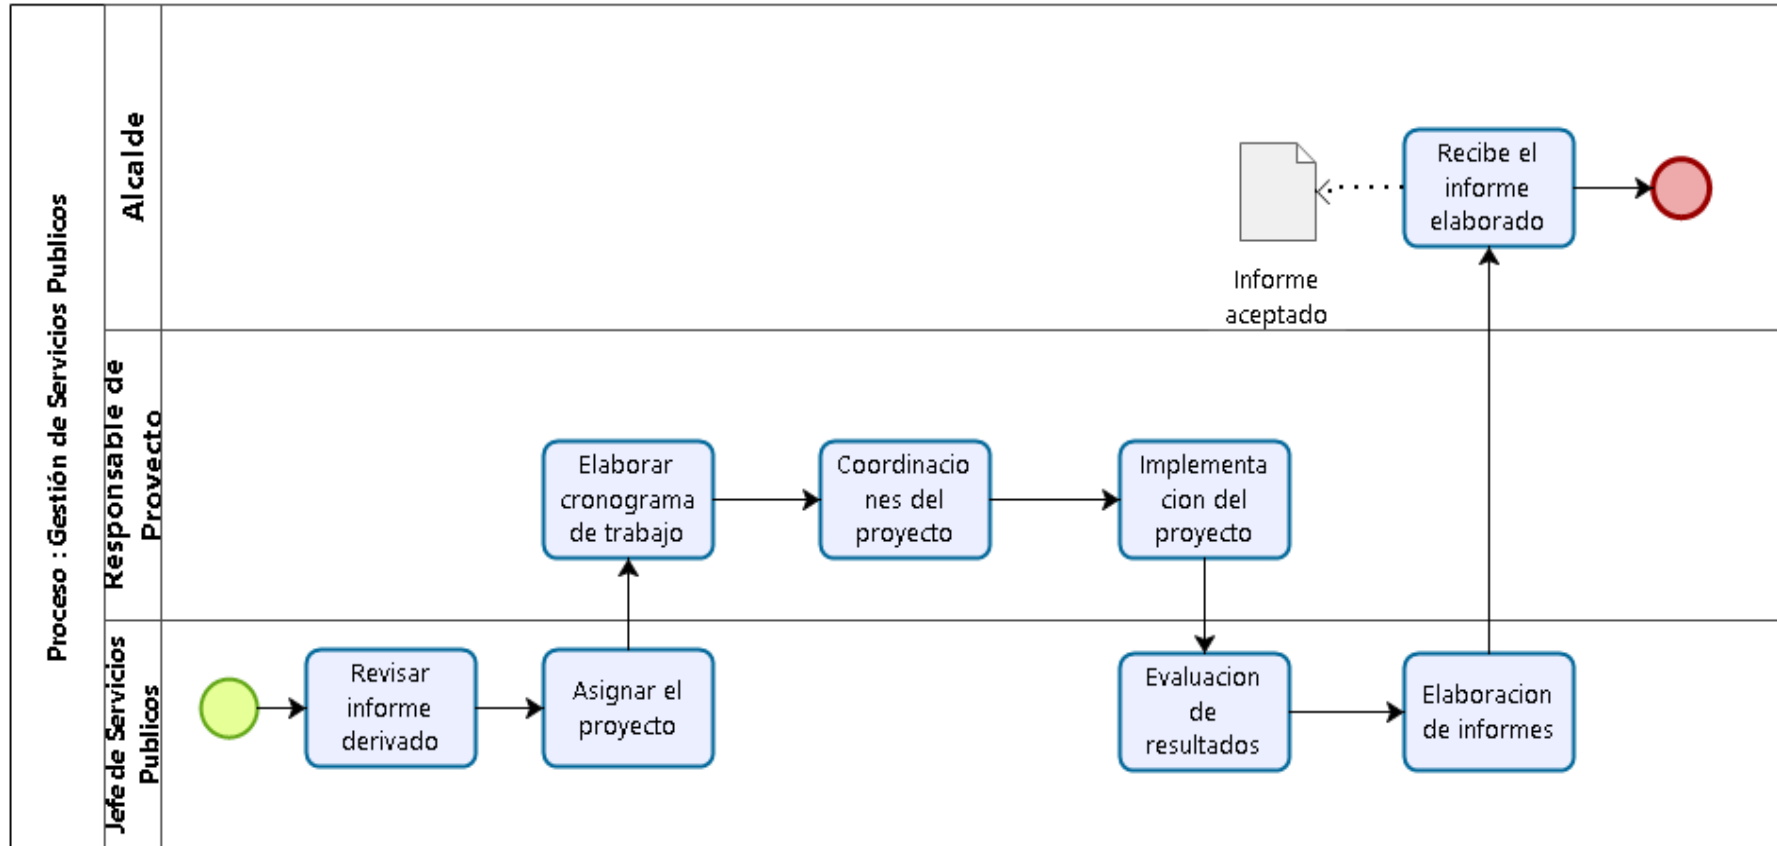 Proceso : Gestión de Servicios Publicos
Alcalde
Recibe el
informe
elaborado
Informe
aceptado
Responsable de
Proyecto
Elaborar
cronograma
de trabajo
Coordinacio
nes del
proyecto
Implementa
cion del
proyecto
Jefe de Servicios
Publicos
Revisar
informe
derivado
Asignar el
proyecto
Evaluacion
de
resultados
Elaboracion
de informes